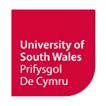 University of
South Wales
Prifysgol
De Cymru